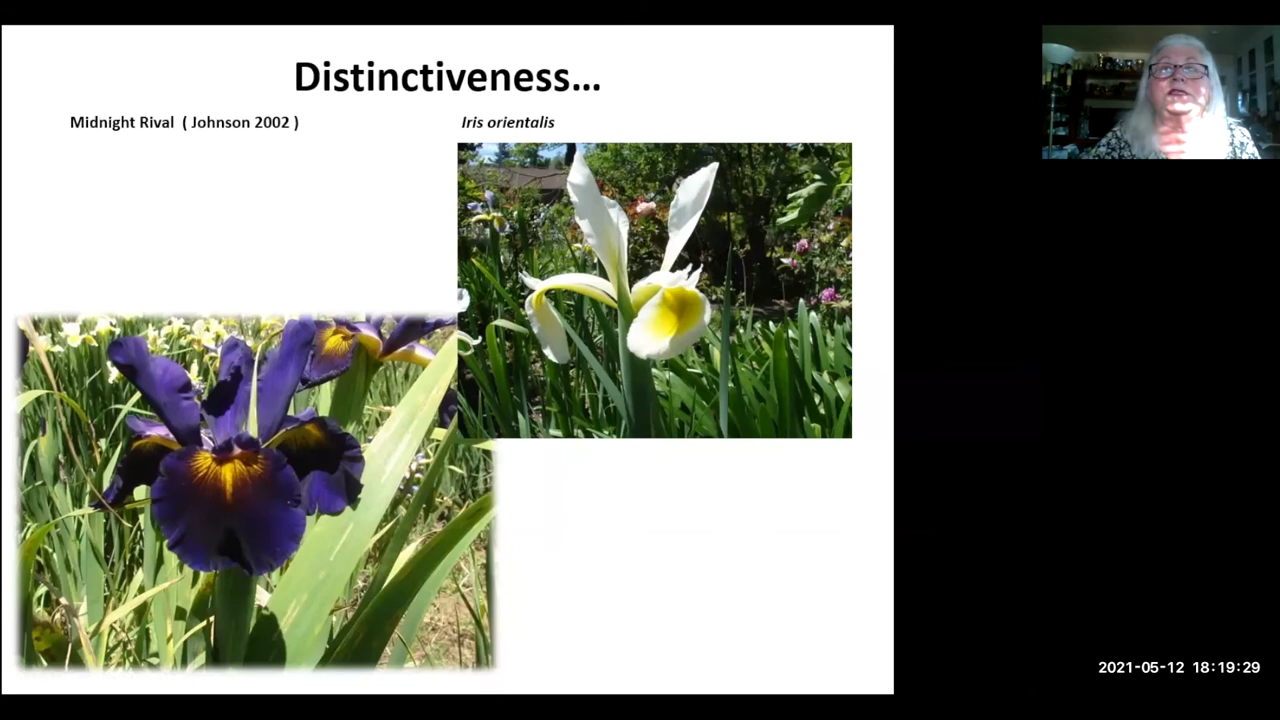 Distinctiveness...
Midnight Rival ( Johnson 2002 )
Iris orientalis
2021-05-12 18:19:29